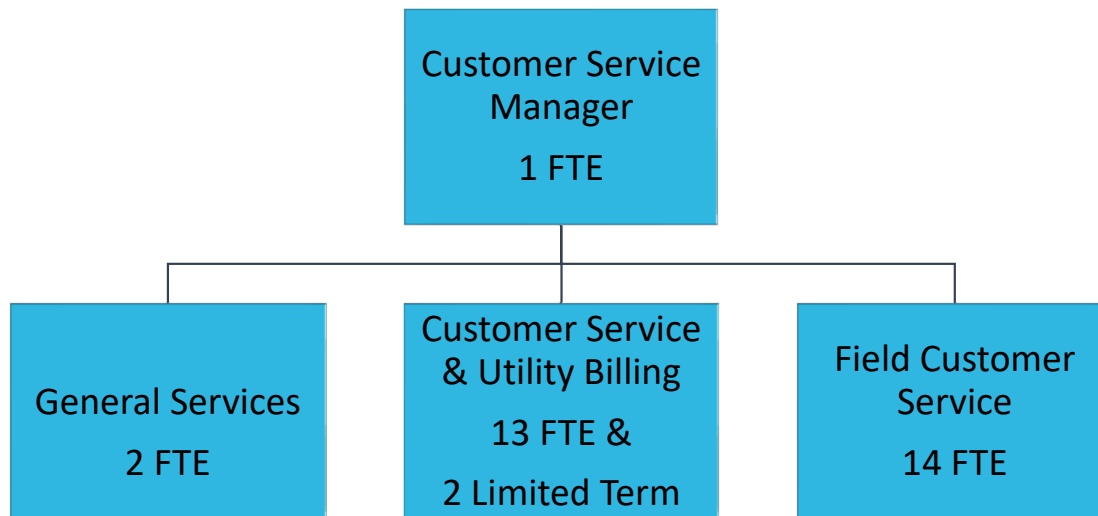 Customer Service
Manager
1 FTE
General Services
2 FTE
Customer Service
& Utility Billing
13 FTE &
2 Limited Term
Field Customer
Service
14 FTE